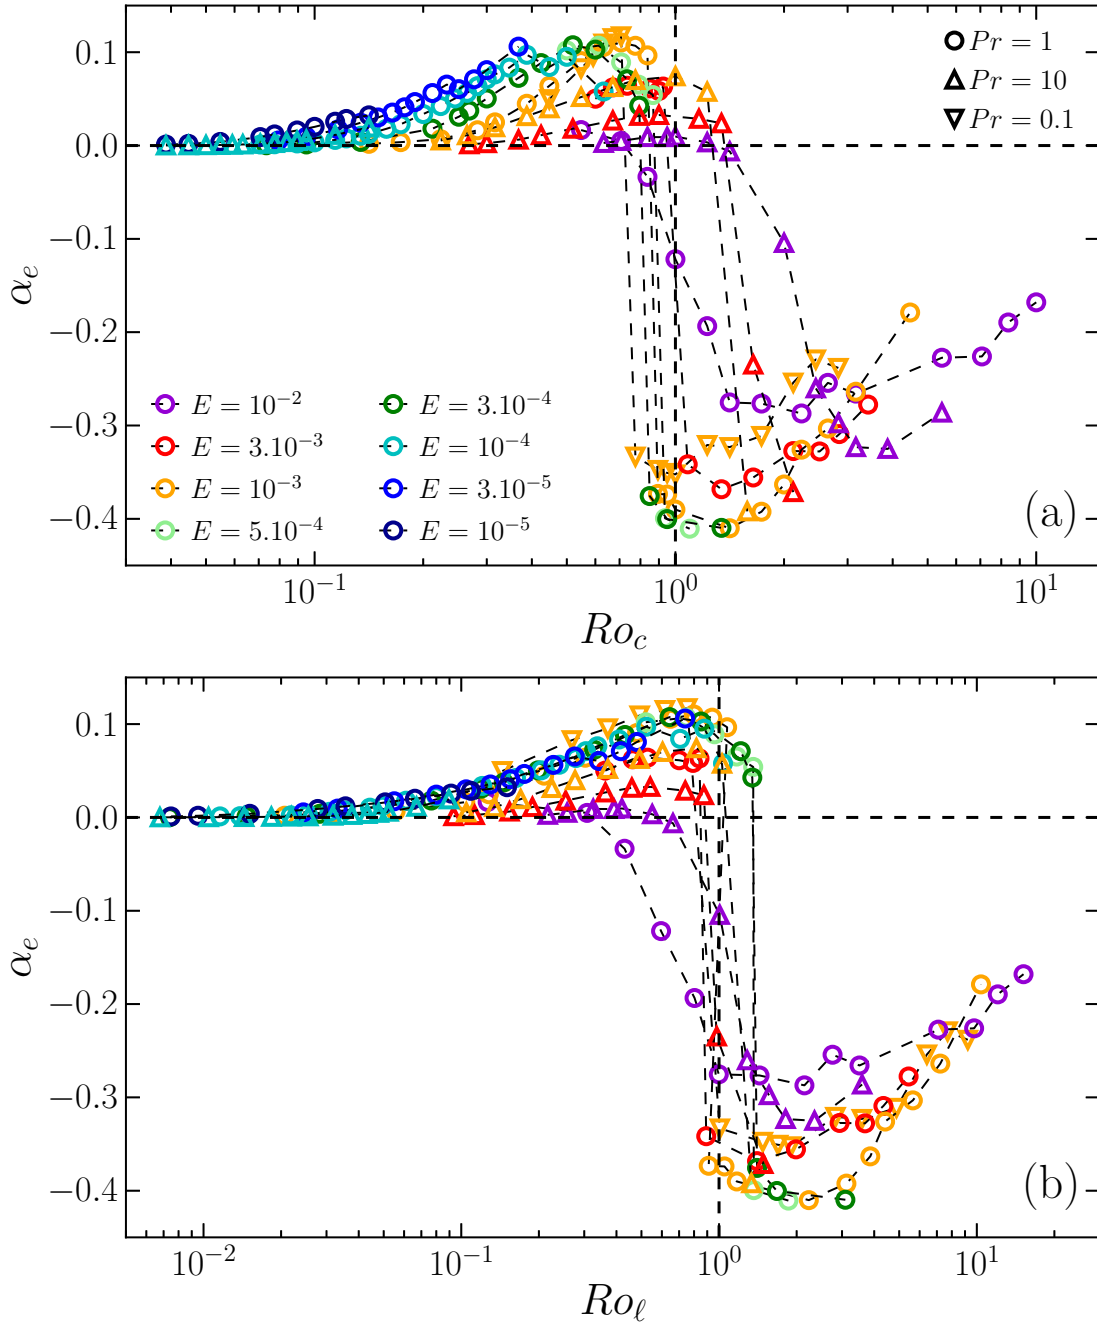 0.1
0.0
−0.1
−0.2
−0.3
−0.4
α_e
Pr = 1
Pr = 10
Pr = 0.1
E = 10^{-2}
E = 3.10^{-3}
E = 10^{-3}
E = 5.10^{-4}
E = 3.10^{-4}
E = 10^{-4}
E = 3.10^{-5}
E = 10^{-5}
(a)
10^{-1}
10^{0}
10^{1}
Ro_c
0.1
0.0
−0.1
−0.2
−0.3
−0.4
α_e
(b)
10^{-2}
10^{-1}
10^{0}
10^{1}
Ro_ℓ